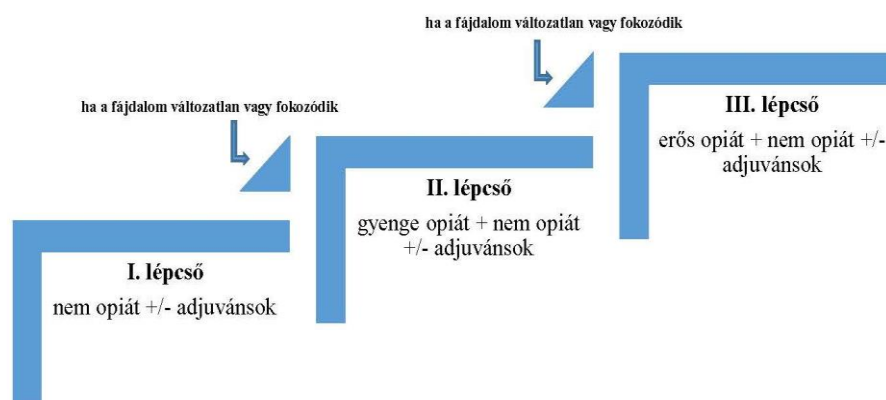 ha a fájdalom változatlan vagy fokozódik
III. lépcső
erős opiát + nem opiát +/-
adjuvánsok
ha a fájdalom változatlan vagy fokozódik
II. lépcső
gyenge opiát + nem opiát
+/- adjuvánsok
I. lépcső
nem opiát +/- adjuvánsok